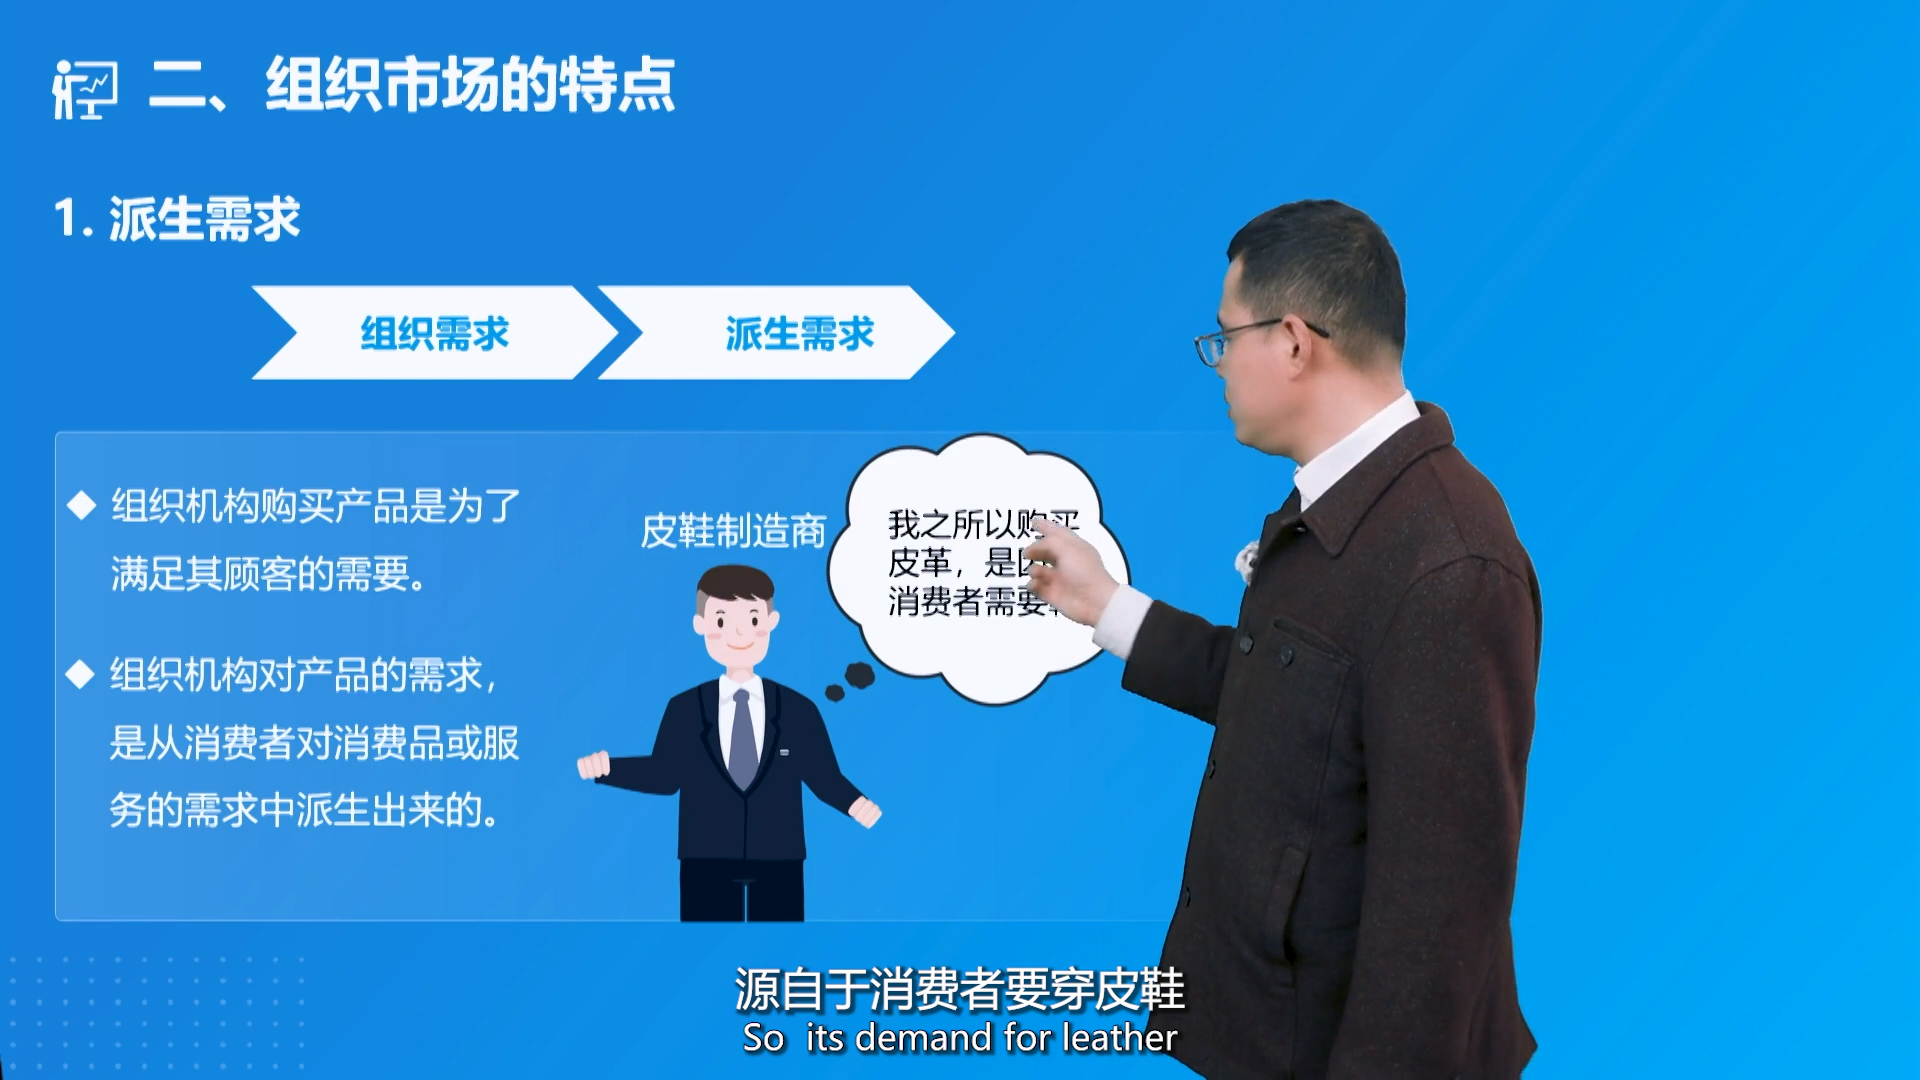 二、组织市场的特点
1. 派生需求
组织需求
派生需求
组织机构购买产品是为了
满足其顾客的需要。
组织机构对产品的需求，
是从消费者对消费品或服
务的需求中派生出来的。
皮鞋制造商
我之所以购买
皮革，是因
消费者需要
源自于消费者要穿皮鞋
So its demand for leather